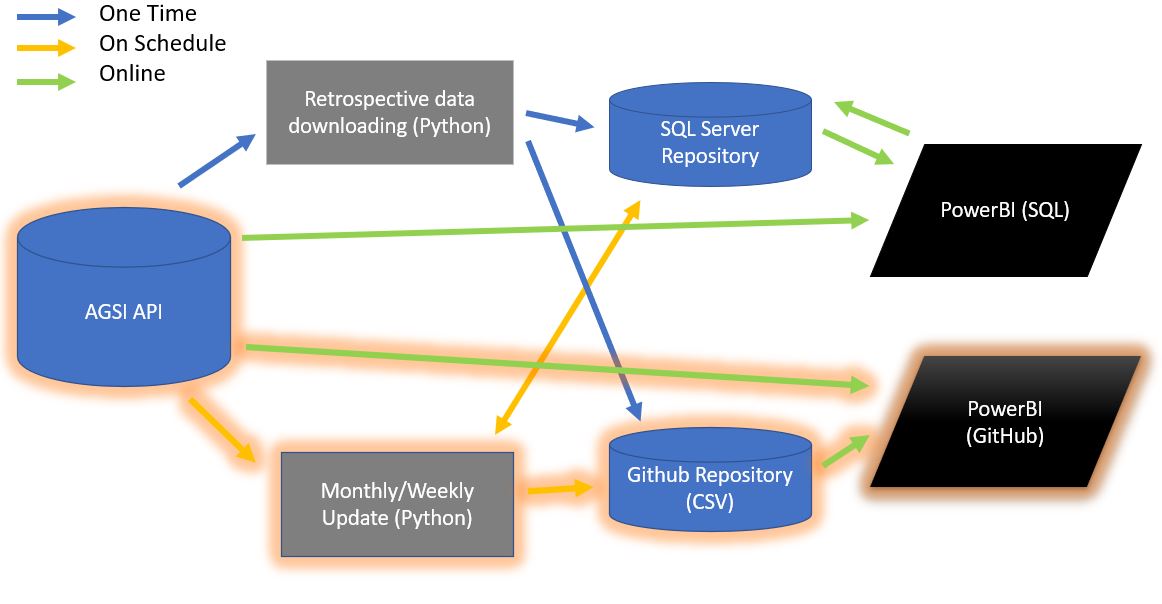 One Time
On Schedule
Online
Retrospective data
downloading (Python)
SQL Server
Repository
PowerBI (SQL)
AGSI API
PowerBI
(GitHub)
Monthly/Weekly
Update (Python)
Github Repository
(CSV)